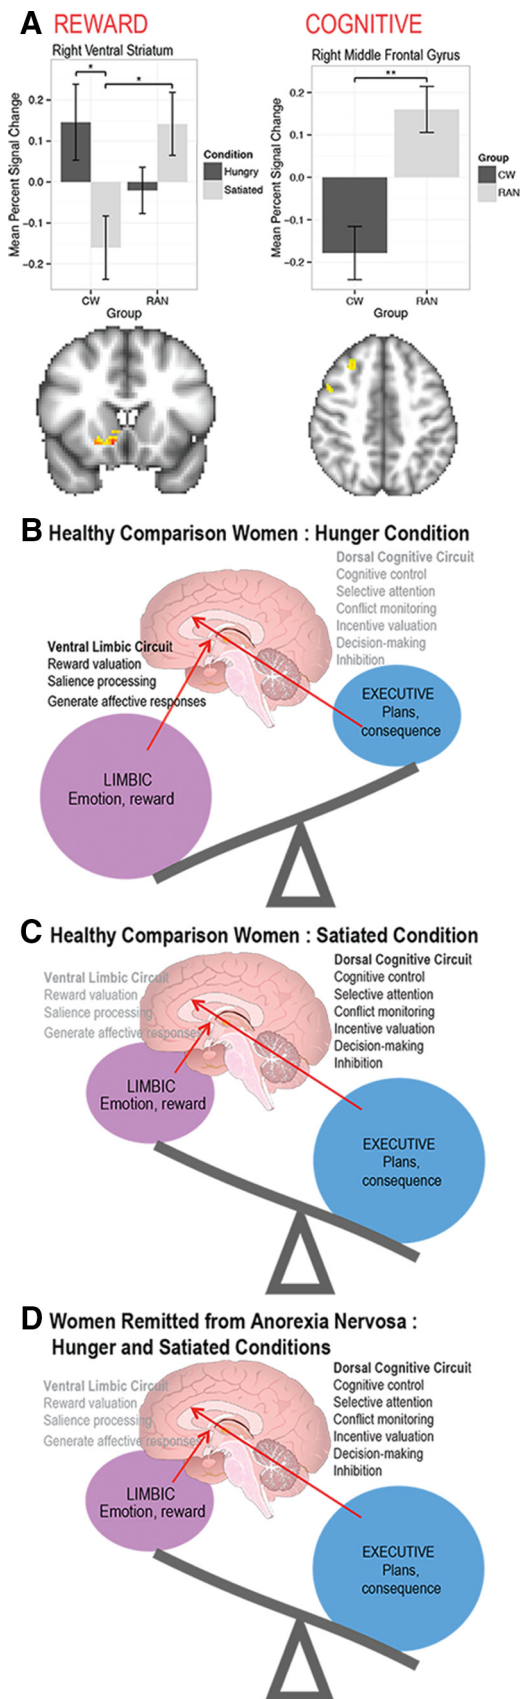 A REWARD COGNITIVE
Right Ventral Striatum
Right Middle Frontal Gyrus
Mean Percent Signal Change
0.2
0.1
0.0
−0.1
−0.2
*
*
CW
RAN
Group
Condition
Hungry
Satiated
Mean Percent Signal Change
0.2
0.1
0.0
−0.1
−0.2
**
CW
RAN
Group
Group
CW
RAN
B Healthy Comparison Women : Hunger Condition
Dorsal Cognitive Circuit
Cognitive control
Selective attention
Conflict monitoring
Incentive valuation
Decision-making
Inhibition
Ventral Limbic Circuit
Reward valuation
Salience processing
Generate affective responses
EXECUTIVE
Plans,
consequence
LIMBIC
Emotion, reward
C Healthy Comparison Women : Satiated Condition
Dorsal Cognitive Circuit
Cognitive control
Selective attention
Conflict monitoring
Incentive valuation
Decision-making
Inhibition
Ventral Limbic Circuit
Reward valuation
Salience processing
Generate affective responses
LIMBIC
Emotion, reward
EXECUTIVE
Plans,
consequence
D Women Remitted from Anorexia Nervosa :
Hunger and Satiated Conditions
Dorsal Cognitive Circuit
Cognitive control
Selective attention
Conflict monitoring
Incentive valuation
Decision-making
Inhibition
Ventral Limbic Circuit
Reward valuation
Salience processing
Generate affective responses
LIMBIC
Emotion, reward
EXECUTIVE
Plans,
consequence